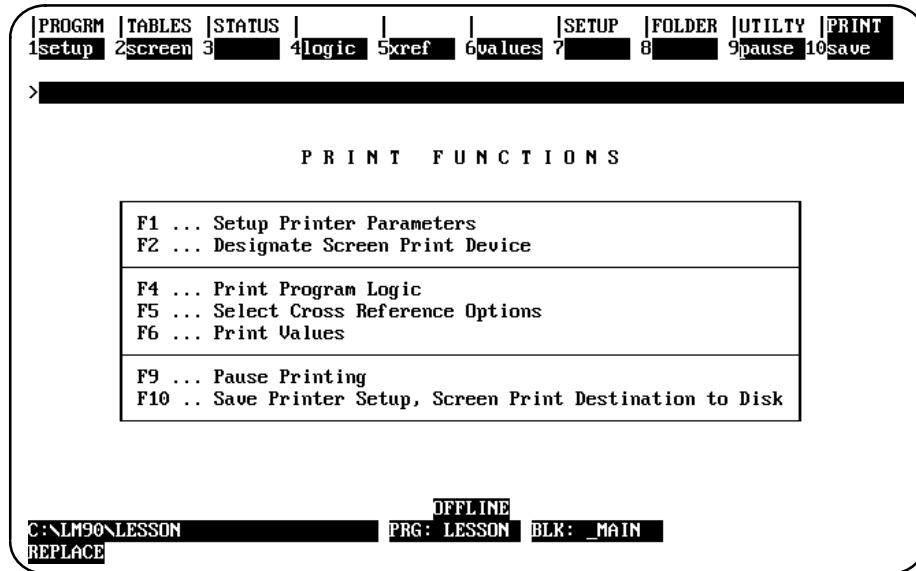 |PROGRM |TABLES |STATUS | | | |SETUP |FOLDER |UTILTY |PRINT
1setup 2screen 3 4logic 5xref 6values 7 8 9pause 10save
>
P R I N T F U N C T I O N S
F1 ... Setup Printer Parameters
F2 ... Designate Screen Print Device
F4 ... Print Program Logic
F5 ... Select Cross Reference Options
F6 ... Print Values
F9 ... Pause Printing
F10 .. Save Printer Setup, Screen Print Destination to Disk
OFFLINE
C:\LM90\LESSON PRG: LESSON BLK: _MAIN
REPLACE